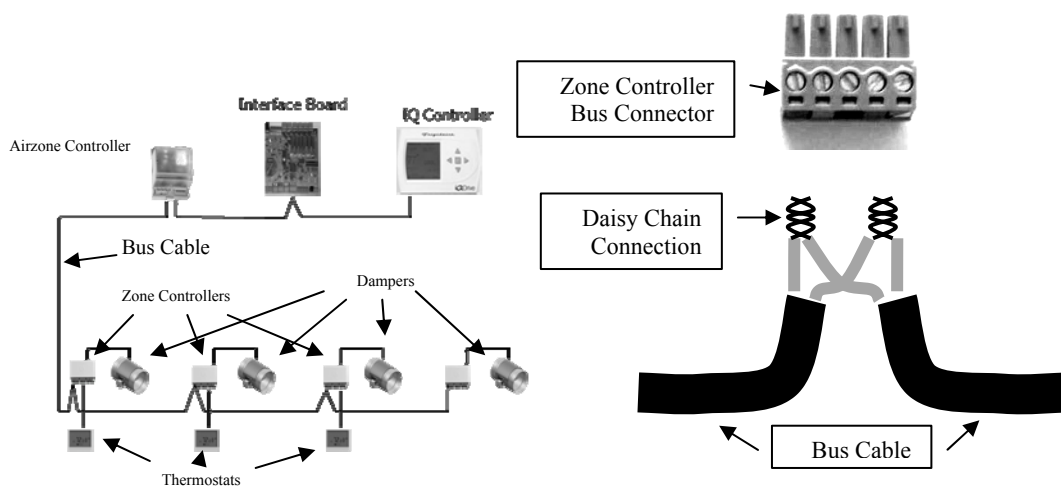 Zone Controller
Bus Connector
Interface Board
IQ Controller
Airzone Controller
Daisy Chain
Connection
Bus Cable
Dampers
Zone Controllers
Thermostats
Bus Cable